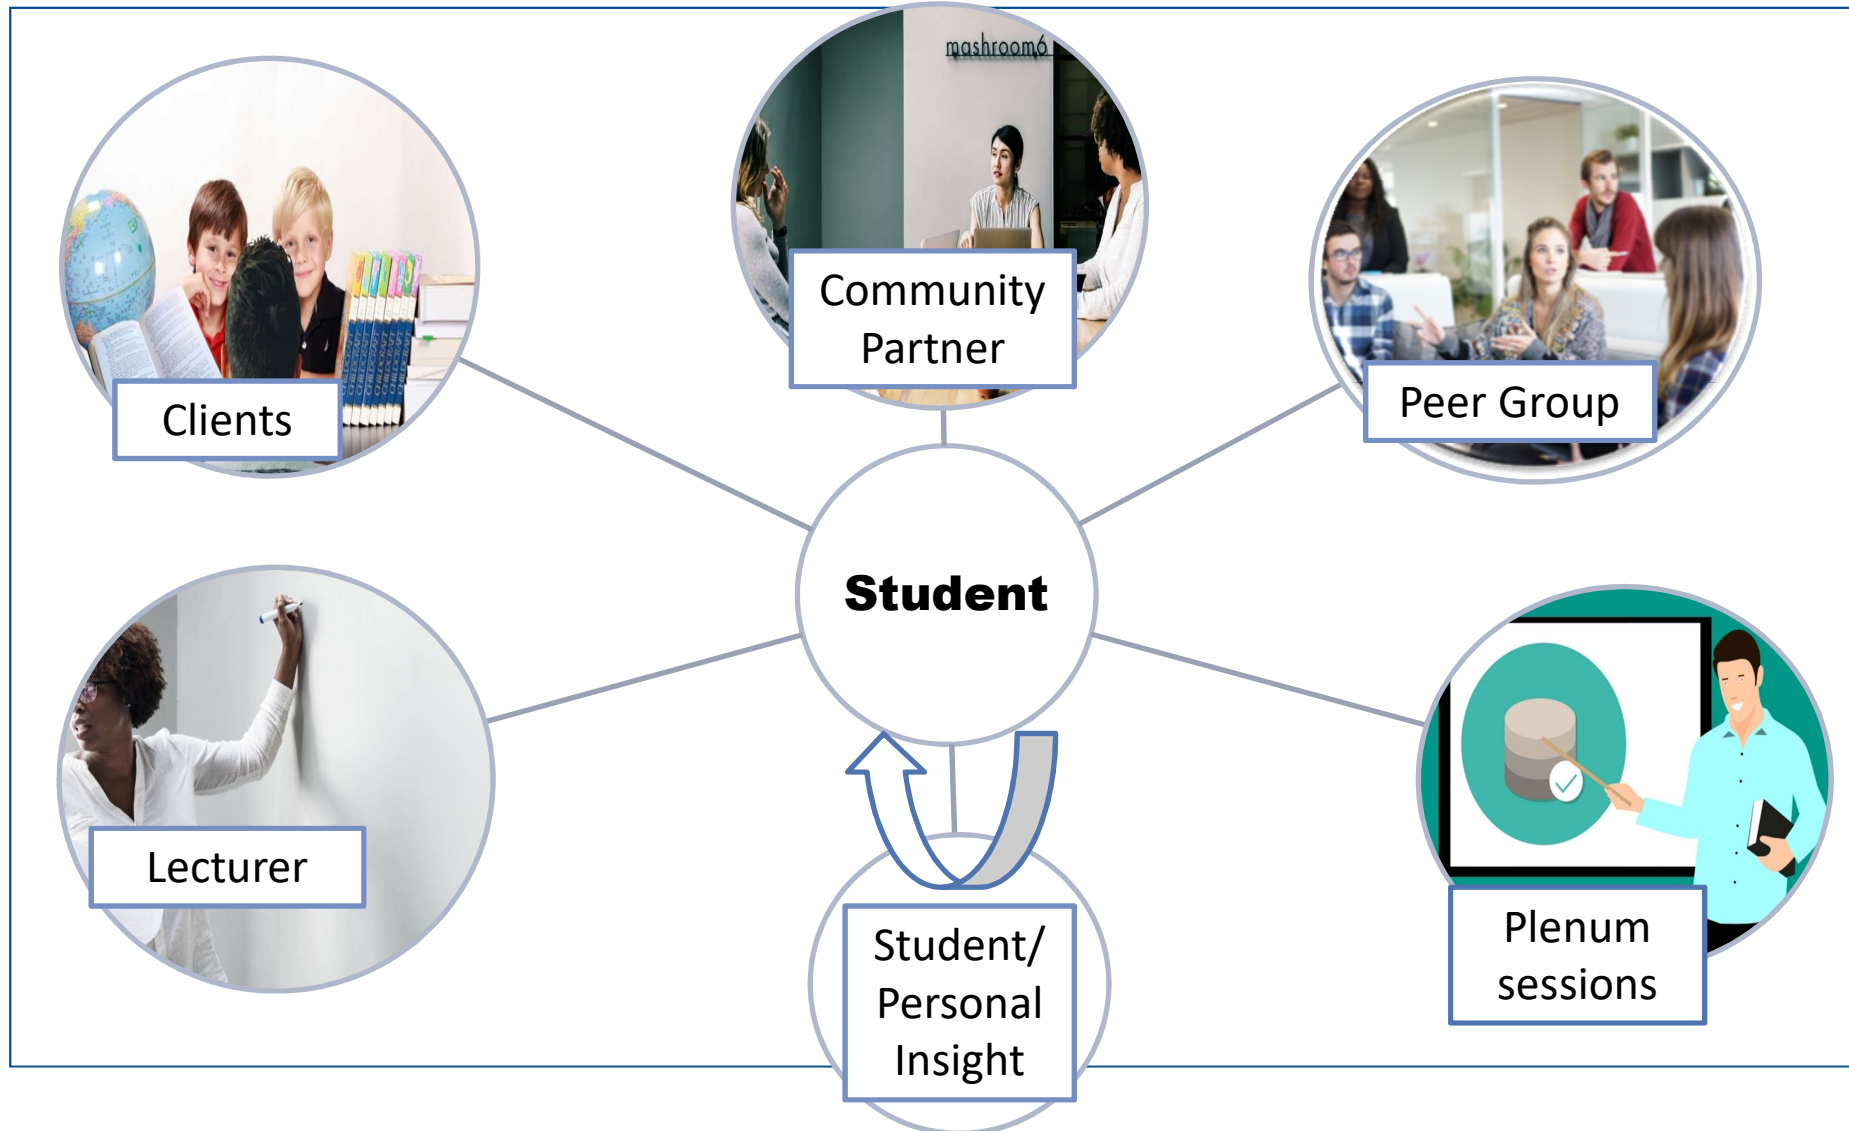 mashroom6
Community
Partner
Clients
Peer Group
Student
Lecturer
Plenum
sessions
Student/
Personal
Insight